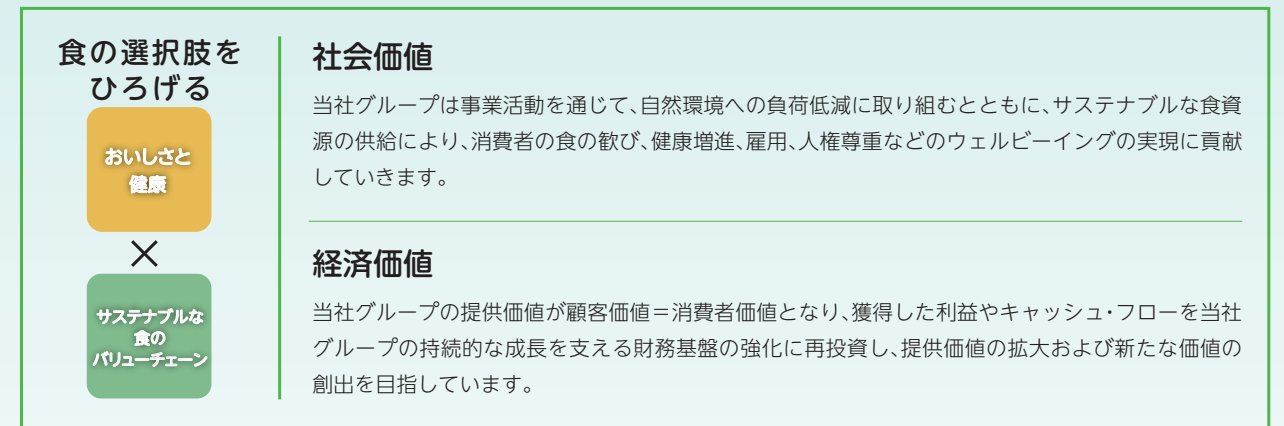 食の選択肢を
ひろげる
おいしさと
健康
×
サステナブルな
食の
バリューチェーン
社会価値
当社グループは事業活動を通じて、自然環境への負荷低減に取り組むとともに、サステナブルな食資
源の供給により、消費者の食の歓び、健康増進、雇用、人権尊重などのウェルビーイングの実現に貢献
していきます。
経済価値
当社グループの提供価値が顧客価値＝消費者価値となり、獲得した利益やキャッシュ・フローを当社
グループの持続的な成長を支える財務基盤の強化に再投資し、提供価値の拡大および新たな価値の
創出を目指しています。